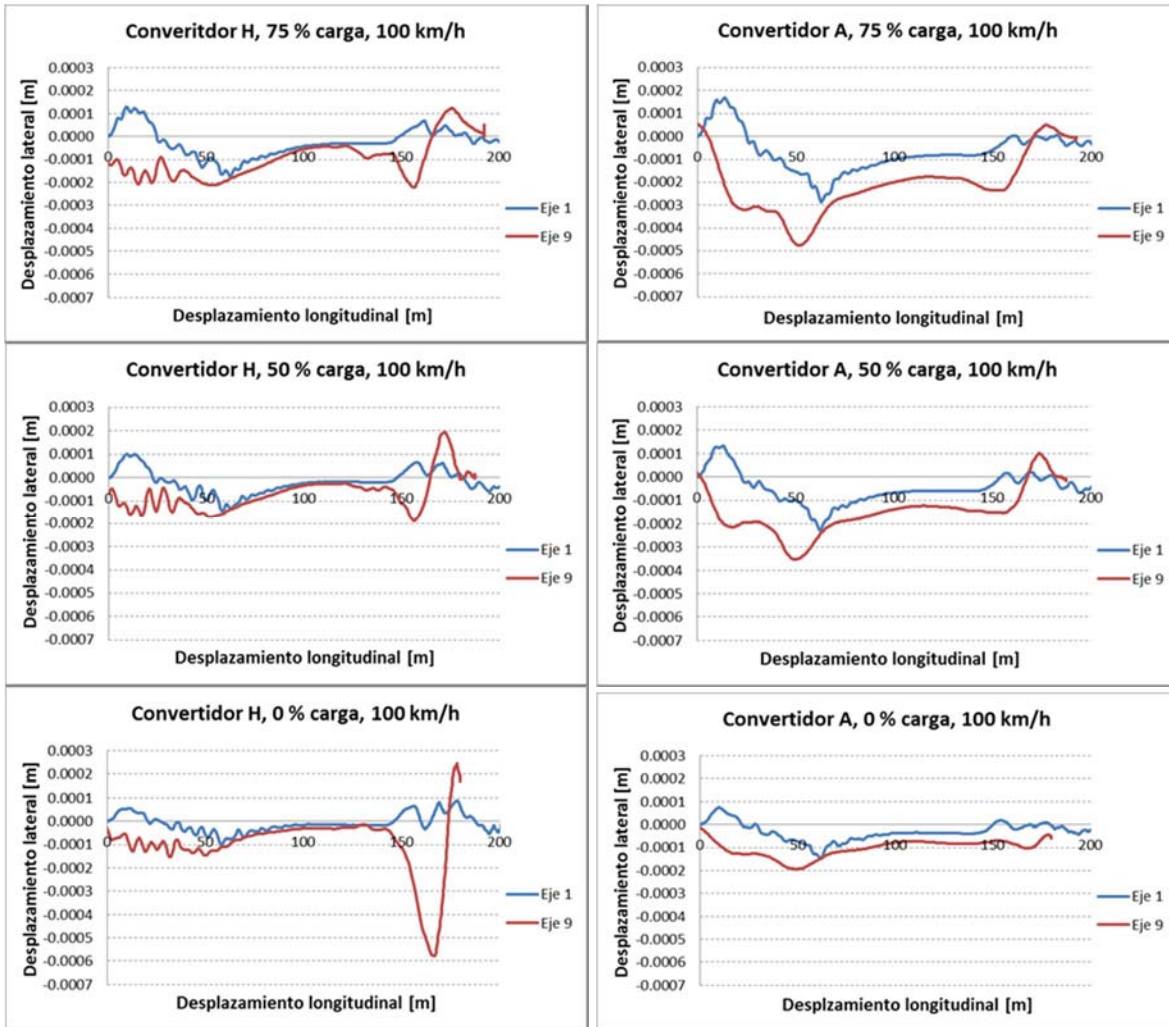 Converitdor H, 75 % carga, 100 km/h
Desplazamiento lateral [m]
0.0003
0.0002
0.0001
0.0000
-0.0001
-0.0002
-0.0003
-0.0004
-0.0005
-0.0006
-0.0007
0 50 100 150 200
Eje 1
Eje 9
Desplazamiento longitudinal [m]
Convertidor A, 75 % carga, 100 km/h
Desplazamiento lateral [m]
0.0003
0.0002
0.0001
0.0000
-0.0001
-0.0002
-0.0003
-0.0004
-0.0005
-0.0006
-0.0007
0 50 100 150 200
Eje 1
Eje 9
Desplazamiento longitudinal [m]
Convertidor H, 50 % carga, 100 km/h
Desplazamiento lateral [m]
0.0003
0.0002
0.0001
0.0000
-0.0001
-0.0002
-0.0003
-0.0004
-0.0005
-0.0006
-0.0007
0 50 100 150 200
Eje 1
Eje 9
Desplazamiento longitudinal [m]
Convertidor A, 50 % carga, 100 km/h
Desplazamiento lateral [m]
0.0003
0.0002
0.0001
0.0000
-0.0001
-0.0002
-0.0003
-0.0004
-0.0005
-0.0006
-0.0007
0 50 100 150 200
Eje 1
Eje 9
Desplazamiento longitudinal [m]
Convertidor H, 0 % carga, 100 km/h
Desplazamiento lateral [m]
0.0003
0.0002
0.0001
0.0000
-0.0001
-0.0002
-0.0003
-0.0004
-0.0005
-0.0006
-0.0007
0 50 100 150 200
Eje 1
Eje 9
Desplazamiento longitudinal [m]
Convertidor A, 0 % carga, 100 km/h
Desplazamiento lateral [m]
0.0003
0.0002
0.0001
0.0000
-0.0001
-0.0002
-0.0003
-0.0004
-0.0005
-0.0006
-0.0007
0 50 100 150 200
Eje 1
Eje 9
Desplzamiento longitudinal [m]